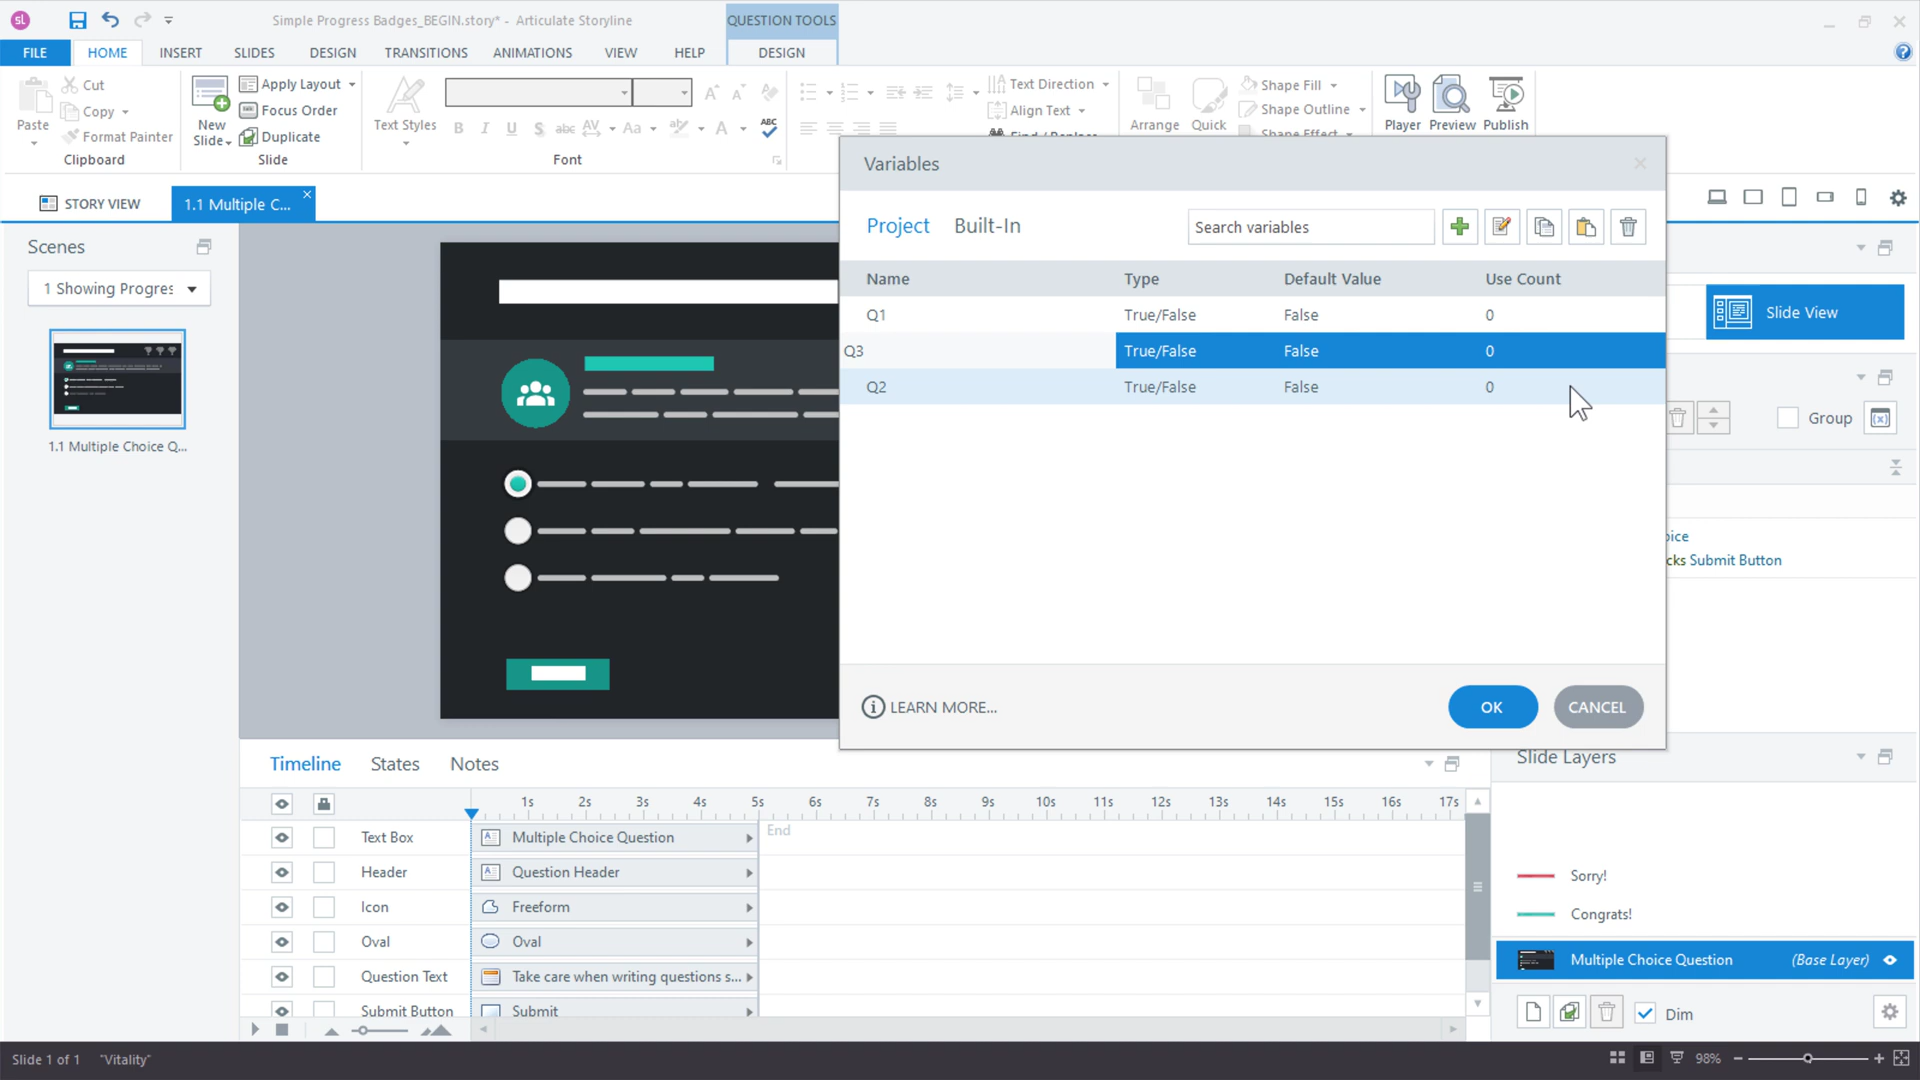 sl
Simple Progress Badges_BEGIN.story* - Articulate Storyline
QUESTION TOOLS
FILE
HOME
INSERT
SLIDES
DESIGN
TRANSITIONS
ANIMATIONS
VIEW
HELP
DESIGN
Paste
Cut
Copy
Format Painter
Clipboard
New Slide
Apply Layout
Focus Order
Duplicate
Slide
Text Styles
Font
ABC
Text Direction
Align Text
Find / Replace
Arrange
Quick
Shape Fill
Shape Outline
Shape Effect
Player
Preview
Publish
STORY VIEW
1.1 Multiple C...
Scenes
1 Showing Progres
1.1 Multiple Choice Q...
Variables
Project
Built-In
Search variables
Name Type Default Value Use Count
Q1 True/False False 0
Q3 True/False False 0
Q2 True/False False 0
LEARN MORE...
OK
CANCEL
Slide View
Group
oice
cks Submit Button
Timeline
States
Notes
1s 2s 3s 4s 5s 6s 7s 8s 9s 10s 11s 12s 13s 14s 15s 16s 17s
End
Text Box Multiple Choice Question
Header Question Header
Icon Freeform
Oval Oval
Question Text Take care when writing questions s...
Submit Button Submit
Slide Layers
Sorry!
Congrats!
Multiple Choice Question (Base Layer)
Dim
Slide 1 of 1 "Vitality"
98%